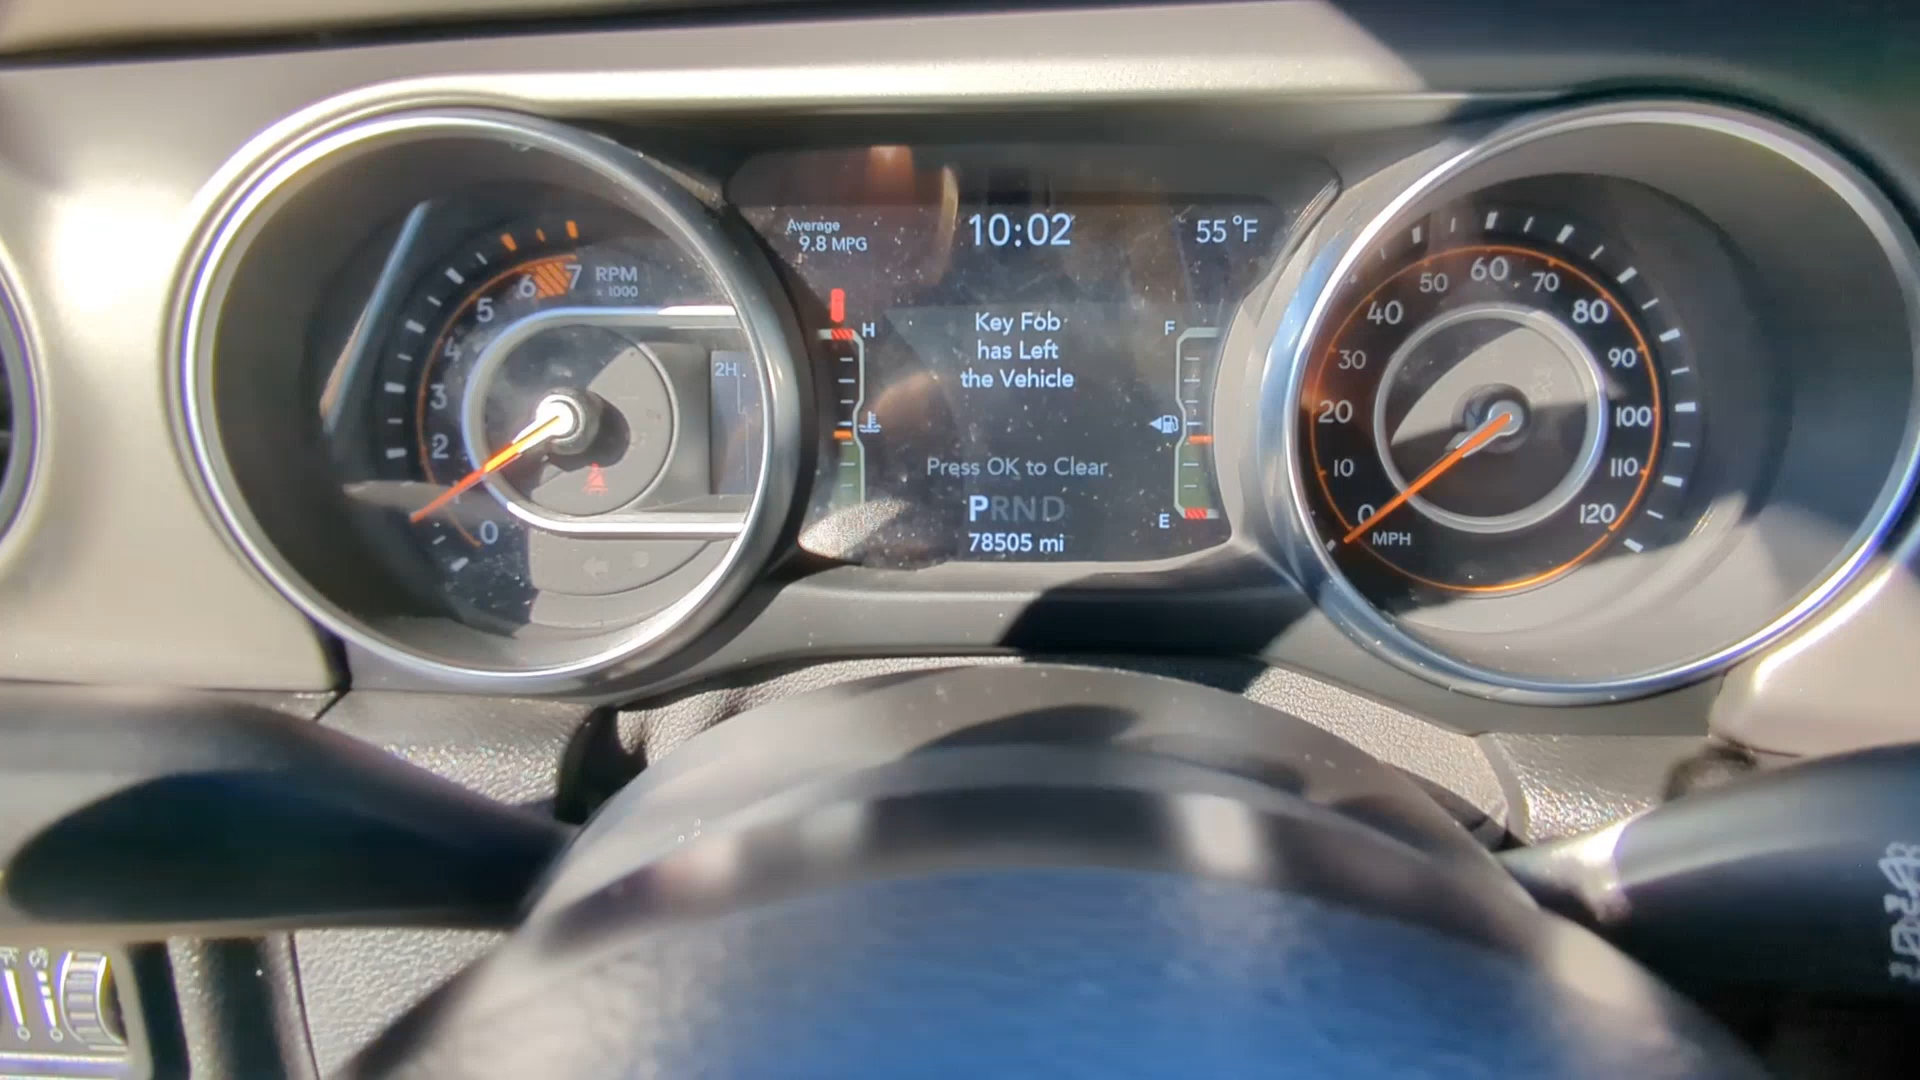 Average
9.8 MPG
10:02
55°F
RPM
x 1000
0
2
3
5
6
7
2H
H
Key Fob
has Left
the Vehicle
F
Press OK to Clear
PRND
E
78505 mi
0
10
20
30
40
50
60
70
80
90
100
110
120
MPH